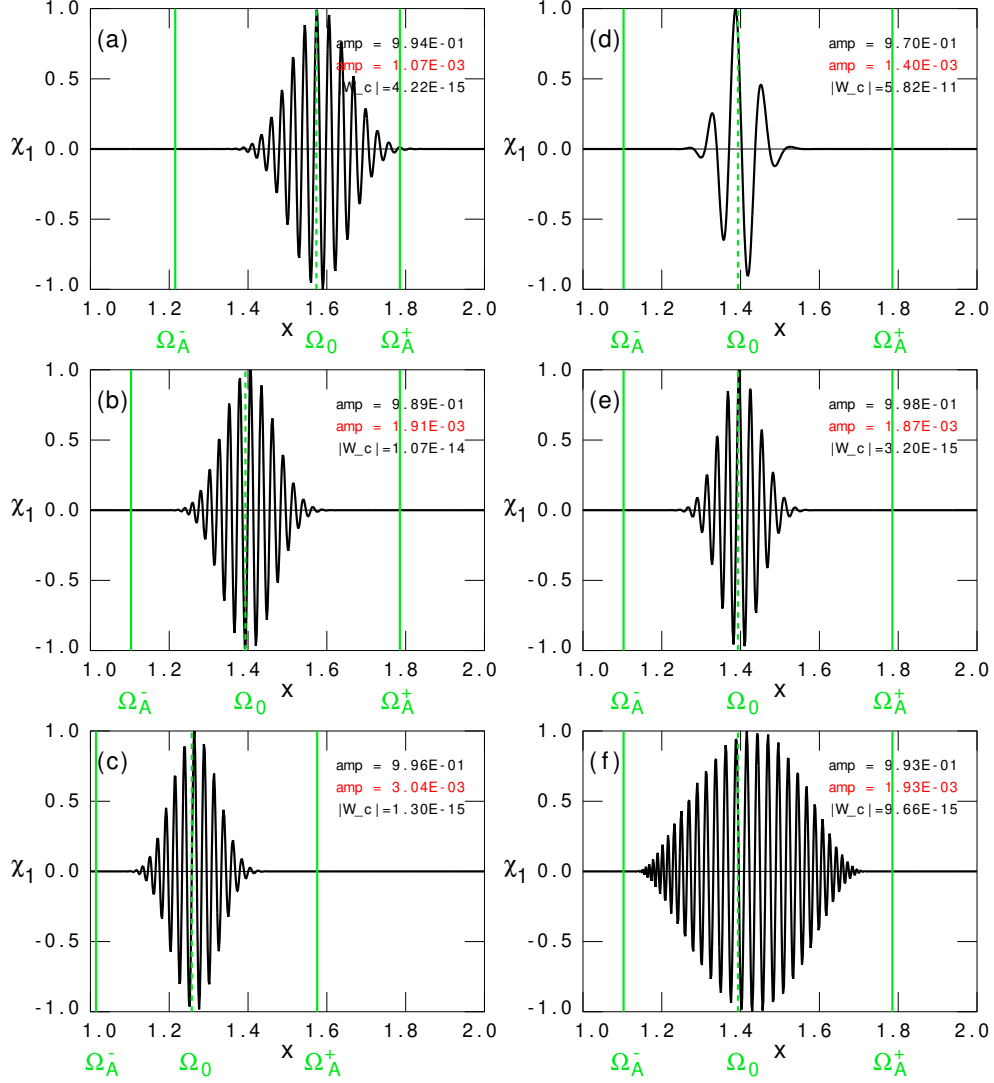 (a)
amp = 9.94E-01
amp = 1.07E-03
|W_c|=4.22E-15
1.0
0.5
χ1 0.0
-0.5
-1.0
1.0 1.2 1.4 1.6 1.8 2.0
x
Ω_A^- Ω_0 Ω_A^+
(d)
amp = 9.70E-01
amp = 1.40E-03
|W_c|=5.82E-11
1.0
0.5
χ1 0.0
-0.5
-1.0
1.0 1.2 1.4 1.6 1.8 2.0
x
Ω_A^- Ω_0 Ω_A^+
(b)
amp = 9.89E-01
amp = 1.91E-03
|W_c|=1.07E-14
1.0
0.5
χ1 0.0
-0.5
-1.0
1.0 1.2 1.4 1.6 1.8 2.0
x
Ω_A^- Ω_0 Ω_A^+
(e)
amp = 9.98E-01
amp = 1.87E-03
|W_c|=3.20E-15
1.0
0.5
χ1 0.0
-0.5
-1.0
1.0 1.2 1.4 1.6 1.8 2.0
x
Ω_A^- Ω_0 Ω_A^+
(c)
amp = 9.96E-01
amp = 3.04E-03
|W_c|=1.30E-15
1.0
0.5
χ1 0.0
-0.5
-1.0
1.0 1.2 1.4 1.6 1.8 2.0
x
Ω_A^- Ω_0 Ω_A^+
(f)
amp = 9.93E-01
amp = 1.93E-03
|W_c|=9.66E-15
1.0
0.5
χ1 0.0
-0.5
-1.0
1.0 1.2 1.4 1.6 1.8 2.0
x
Ω_A^- Ω_0 Ω_A^+